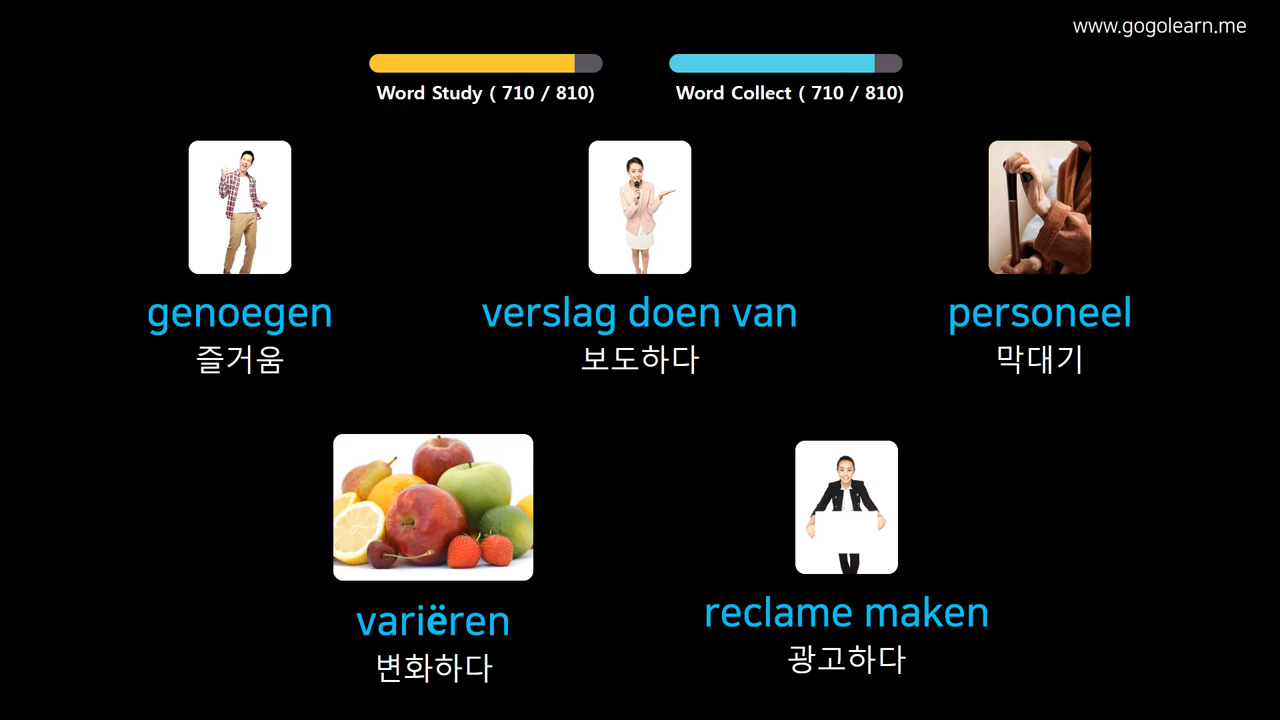 www.gogolearn.me
Word Study ( 710 / 810)
Word Collect ( 710 / 810)
genoegen
즐거움
verslag doen van
보도하다
personeel
막대기
variëren
변화하다
reclame maken
광고하다